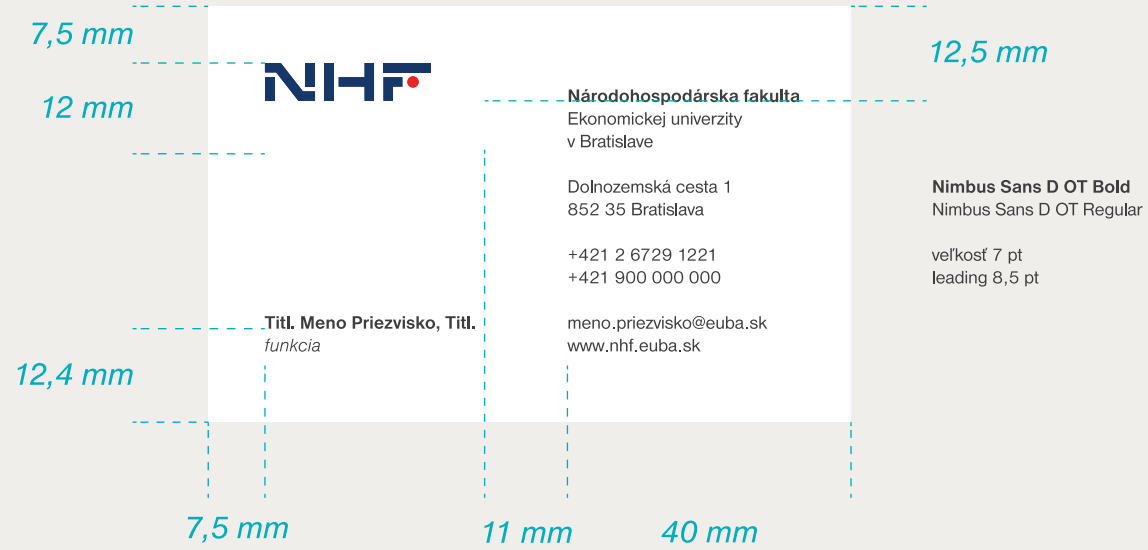 7,5 mm
12 mm
12,4 mm
NHF
Titl. Meno Priezvisko, Titl.
funkcia
Národohospodárska fakulta
Ekonomickej univerzity
v Bratislave
Dolnozemská cesta 1
852 35 Bratislava
+421 2 6729 1221
+421 900 000 000
meno.priezvisko@euba.sk
www.nhf.euba.sk
12,5 mm
Nimbus Sans D OT Bold
Nimbus Sans D OT Regular
veľkosť 7 pt
leading 8,5 pt
7,5 mm
11 mm
40 mm